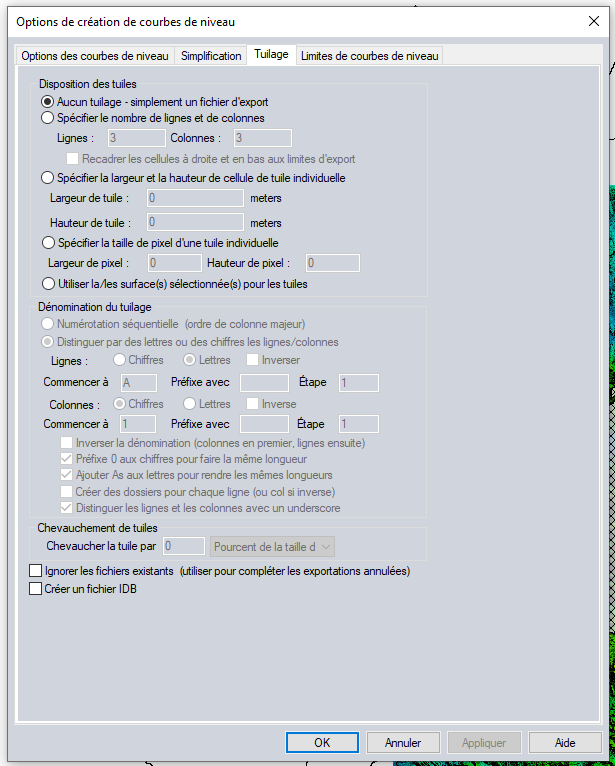 Options de création de courbes de niveau
Options des courbes de niveau Simplification Tuilage Limites de courbes de niveau
Disposition des tuiles
Aucun tuilage - simplement un fichier d'export
Spécifier le nombre de lignes et de colonnes
Lignes : 3 Colonnes : 3
Recadrer les cellules à droite et en bas aux limites d'export
Spécifier la largeur et la hauteur de cellule de tuile individuelle
Largeur de tuile : 0 meters
Hauteur de tuile : 0 meters
Spécifier la taille de pixel d'une tuile individuelle
Largeur de pixel : 0 Hauteur de pixel : 0
Utiliser la/les surface(s) sélectionnée(s) pour les tuiles
Dénomination du tuilage
Numérotation séquentielle (ordre de colonne majeur)
Distinguer par des lettres ou des chiffres les lignes/colonnes
Lignes : Chiffres Lettres Inverser
Commencer à A Préfixe avec Étape 1
Colonnes : Chiffres Lettres Inverse
Commencer à 1 Préfixe avec Étape 1
Inverser la dénomination (colonnes en premier, lignes ensuite)
Préfixe 0 aux chiffres pour faire la même longueur
Ajouter As aux lettres pour rendre les mêmes longueurs
Créer des dossiers pour chaque ligne (ou col si inverse)
Distinguer les lignes et les colonnes avec un underscore
Chevauchement de tuiles
Chevaucher la tuile par 0 Pourcent de la taille d
Ignorer les fichiers existants (utiliser pour compléter les exportations annulées)
Créer un fichier IDB
OK Annuler Appliquer Aide